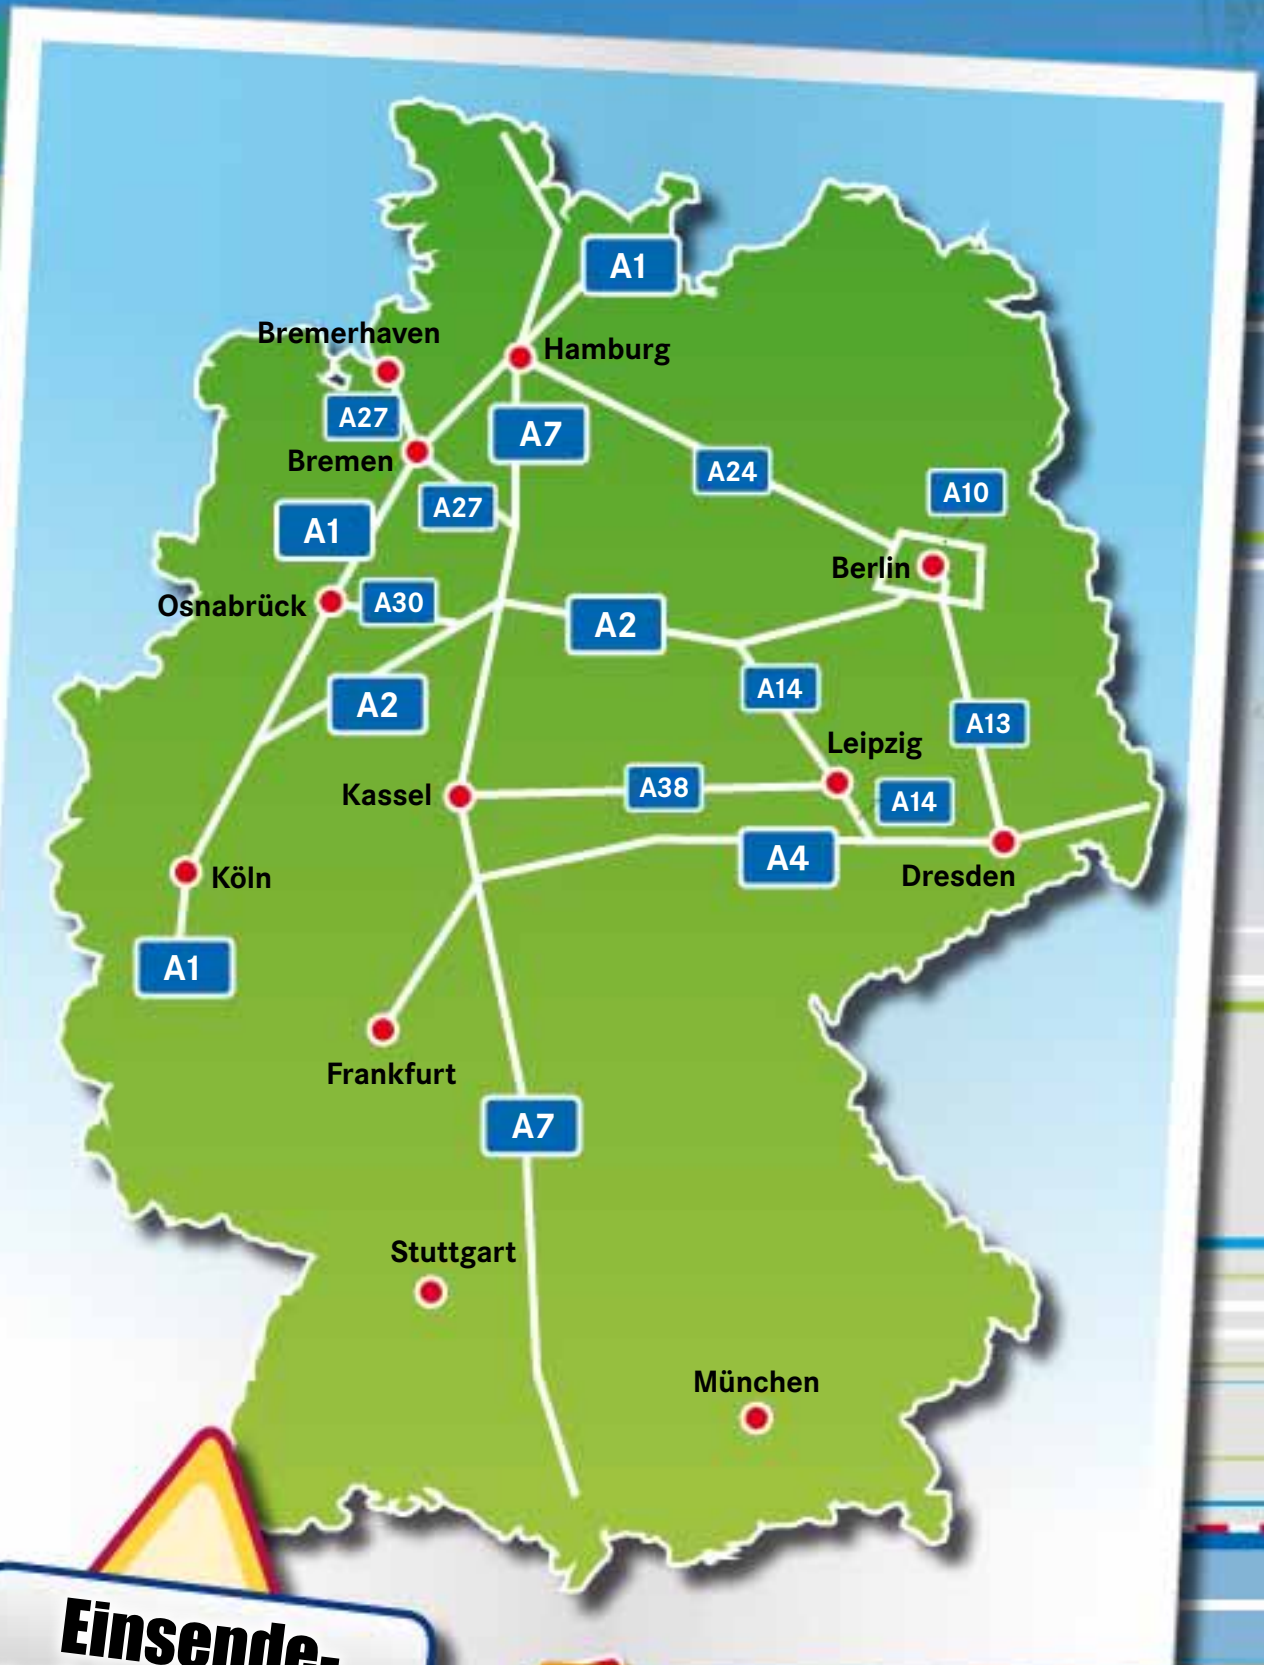 A1
Bremerhaven
Hamburg
A27
A7
Bremen
A24
A10
A27
A1
Berlin
Osnabrück
A30
A2
A14
A2
A13
Leipzig
Kassel
A38
A14
A4
Köln
Dresden
A1
Frankfurt
A7
Stuttgart
München
Einsende-